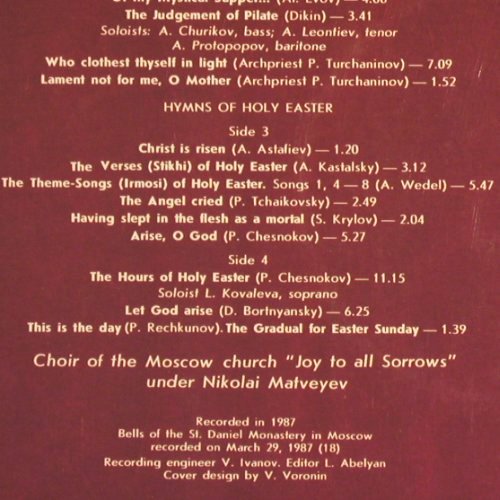 Of my mystical supper... (A. Lvov) — 4.00
The Judgement of Pilate (Dikin) — 3.41
Soloists: A. Churikov, bass; A. Leontiev, tenor
A. Protopopov, baritone
Who clothest thyself in light (Archpriest P. Turchaninov) — 7.09
Lament not for me, O Mother (Archpriest P. Turchaninov) — 1.52
HYMNS OF HOLY EASTER
Side 3
Christ is risen (A. Astafiev) — 1.20
The Verses (Stikhi) of Holy Easter (A. Kastalsky) — 3.12
The Theme-Songs (Irmosi) of Holy Easter. Songs 1, 4 — 8 (A. Wedel) — 5.47
The Angel cried (P. Tchaikovsky) — 2.49
Having slept in the flesh as a mortal (S. Krylov) — 2.04
Arise, O God (P. Chesnokov) — 5.27
Side 4
The Hours of Holy Easter (P. Chesnokov) — 11.15
Soloist L. Kovaleva, soprano
Let God arise (D. Bortnyansky) — 6.25
This is the day (P. Rechkunov). The Gradual for Easter Sunday — 1.39
Choir of the Moscow church "Joy to all Sorrows"
under Nikolai Matveyev
Recorded in 1987
Bells of the St. Daniel Monastery in Moscow
recorded on March 29, 1987 (18)
Recording engineer V. Ivanov. Editor L. Abelyan
Cover design by V. Voronin